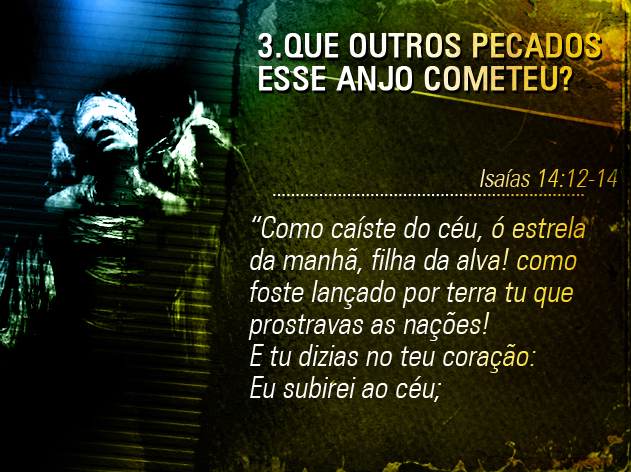 3.QUE OUTROS PECADOS
ESSE ANJO COMETEU?
Isaías 14:12-14
“Como caíste do céu, ó estrela
da manhã, filha da alva! como
foste lançado por terra tu que
prostravas as nações!
E tu dizias no teu coração:
Eu subirei ao céu;